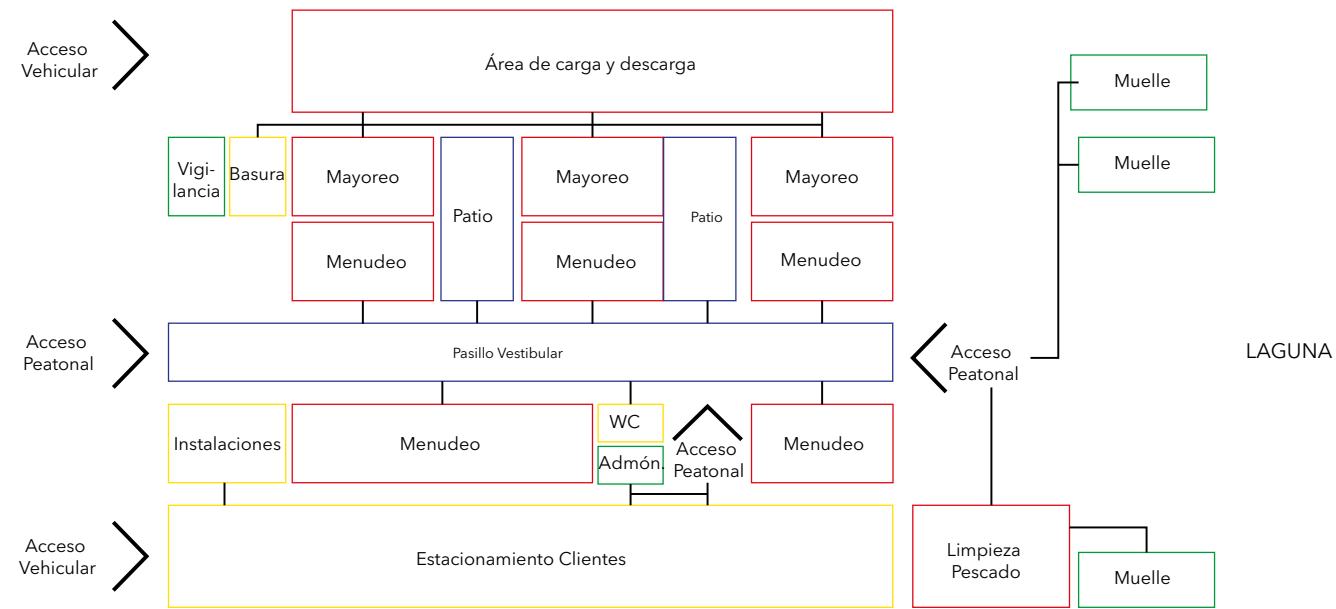 Acceso
Vehicular
Área de carga y descarga
Muelle
Muelle
Vigi-
lancia
Basura
Mayoreo
Patio
Mayoreo
Patio
Mayoreo
Menudeo
Menudeo
Menudeo
Acceso
Peatonal
Pasillo Vestibular
Acceso
Peatonal
LAGUNA
Instalaciones
Menudeo
WC
Admón.
Acceso
Peatonal
Menudeo
Acceso
Vehicular
Estacionamiento Clientes
Limpieza
Pescado
Muelle